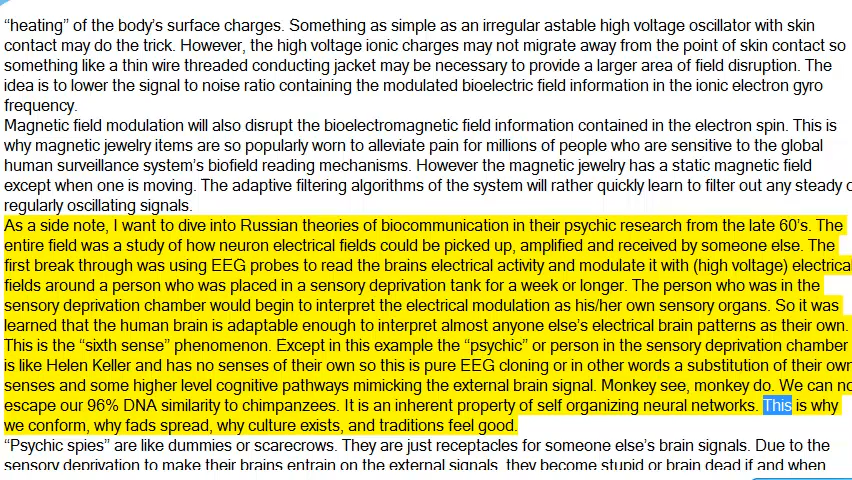 “heating” of the body’s surface charges. Something as simple as an irregular astable high voltage oscillator with skin
contact may do the trick. However, the high voltage ionic charges may not migrate away from the point of skin contact so
something like a thin wire threaded conducting jacket may be necessary to provide a larger area of field disruption. The
idea is to lower the signal to noise ratio containing the modulated bioelectric field information in the ionic electron gyro
frequency.
Magnetic field modulation will also disrupt the bioelectromagnetic field information contained in the electron spin. This is
why magnetic jewelry items are so popularly worn to alleviate pain for millions of people who are sensitive to the global
human surveillance system’s biofield reading mechanisms. However the magnetic jewelry has a static magnetic field
except when one is moving. The adaptive filtering algorithms of the system will rather quickly learn to filter out any steady
regularly oscillating signals.
As a side note, I want to dive into Russian theories of biocommunication in their psychic research from the late 60’s. The
entire field was a study of how neuron electrical fields could be picked up, amplified and received by someone else. The
first break through was using EEG probes to read the brains electrical activity and modulate it with (high voltage) electrica
fields around a person who was placed in a sensory deprivation tank for a week or longer. The person who was in the
sensory deprivation chamber would begin to interpret the electrical modulation as his/her own sensory organs. So it was
learned that the human brain is adaptable enough to interpret almost anyone else’s electrical brain patterns as their own.
This is the “sixth sense” phenomenon. Except in this example the “psychic” or person in the sensory deprivation chamber
is like Helen Keller and has no senses of their own so this is pure EEG cloning or in other words a substitution of their own
senses and some higher level cognitive pathways mimicking the external brain signal. Monkey see, monkey do. We can no
escape our 96% DNA similarity to chimpanzees. It is an inherent property of self organizing neural networks. This is why
we conform, why fads spread, why culture exists, and traditions feel good.
“Psychic spies” are like dummies or scarecrows. They are just receptacles for someone else’s brain signals. Due to the
sensory deprivation to make their brains entrain on the external signals, they become stupid or brain dead if and when